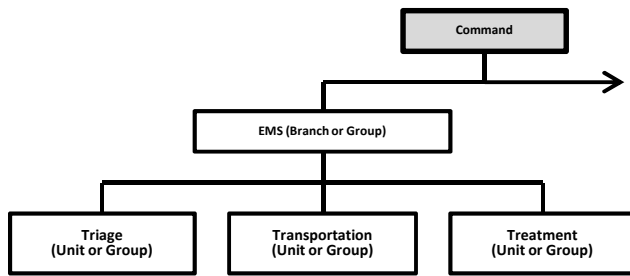 Command
EMS (Branch or Group)
Triage
(Unit or Group)
Transportation
(Unit or Group)
Treatment
(Unit or Group)